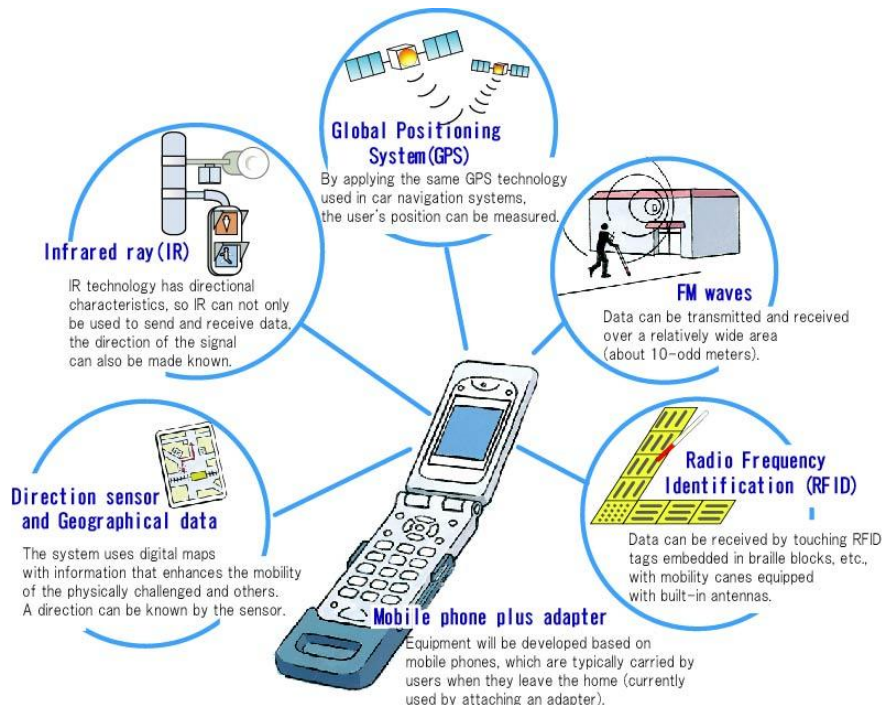 Global Positioning
System(GPS)
By applying the same GPS technology
used in car navigation systems,
the user's position can be measured.
Infrared ray(IR)
IR technology has directional
characteristics, so IR can not only
be used to send and receive data,
the direction of the signal
can also be made known.
FM waves
Data can be transmitted and received
over a relatively wide area
(about 10-odd meters).
Direction sensor
and Geographical data
The system uses digital maps
with information that enhances the mobility
of the physically challenged and others.
A direction can be known by the sensor.
Radio Frequency
Identification (RFID)
Data can be received by touching RFID
tags embedded in braille blocks, etc.,
with mobility canes equipped
with built-in antennas.
Mobile phone plus adapter
Equipment will be developed based on
mobile phones, which are typically carried by
users when they leave the home (currently
used by attaching an adapter).